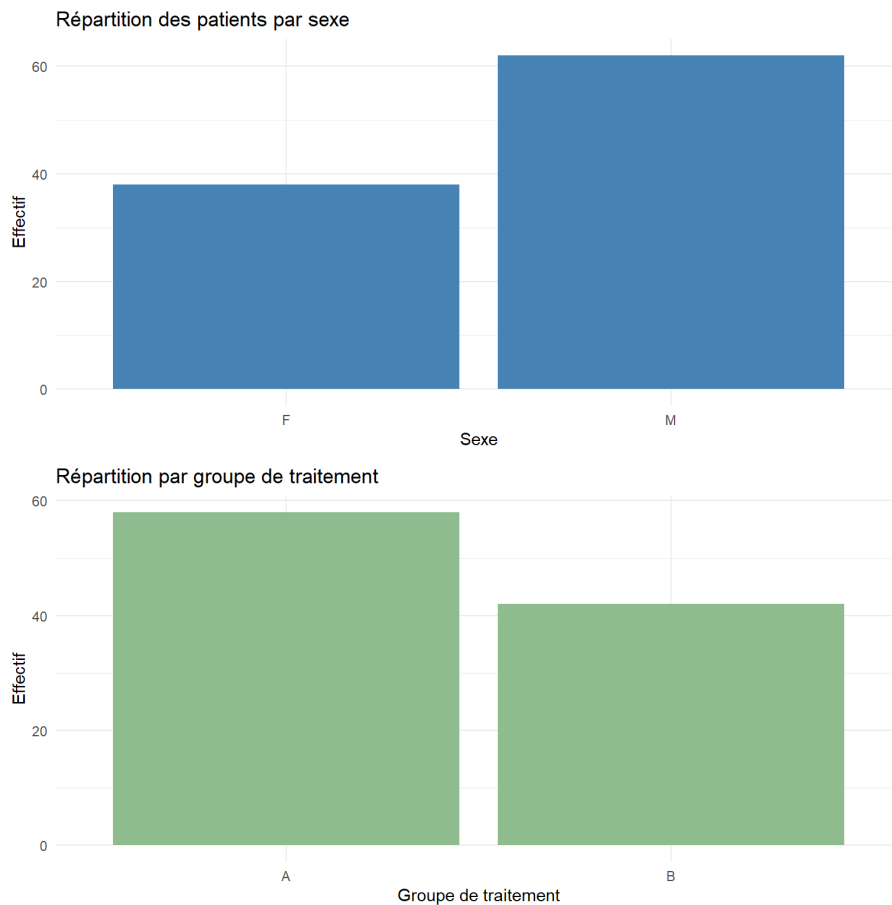 Répartition des patients par sexe
60
40
20
0
Effectif
F M
Sexe
Répartition par groupe de traitement
60
40
20
0
Effectif
A B
Groupe de traitement